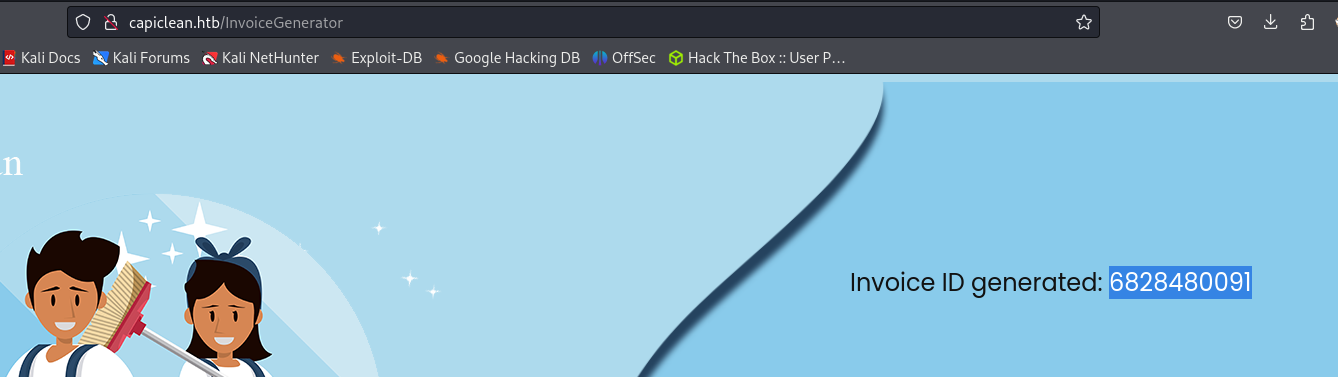 capiclean.htb/InvoiceGenerator
Kali Docs Kali Forums Kali NetHunter Exploit-DB Google Hacking DB OffSec Hack The Box :: User P...
an
Invoice ID generated: 6828480091